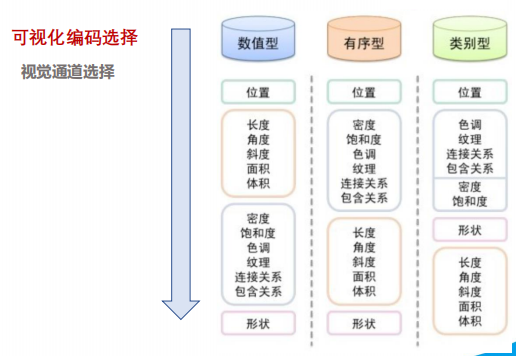 可视化编码选择
视觉通道选择
数值型
位置
长度
角度
斜度
面积
体积
密度
饱和度
色调
纹理
连接关系
包含关系
形状
有序型
位置
密度
饱和度
色调
纹理
连接关系
包含关系
长度
角度
斜度
面积
体积
形状
类别型
位置
色调
纹理
连接关系
包含关系
密度
饱和度
形状
长度
角度
斜度
面积
体积